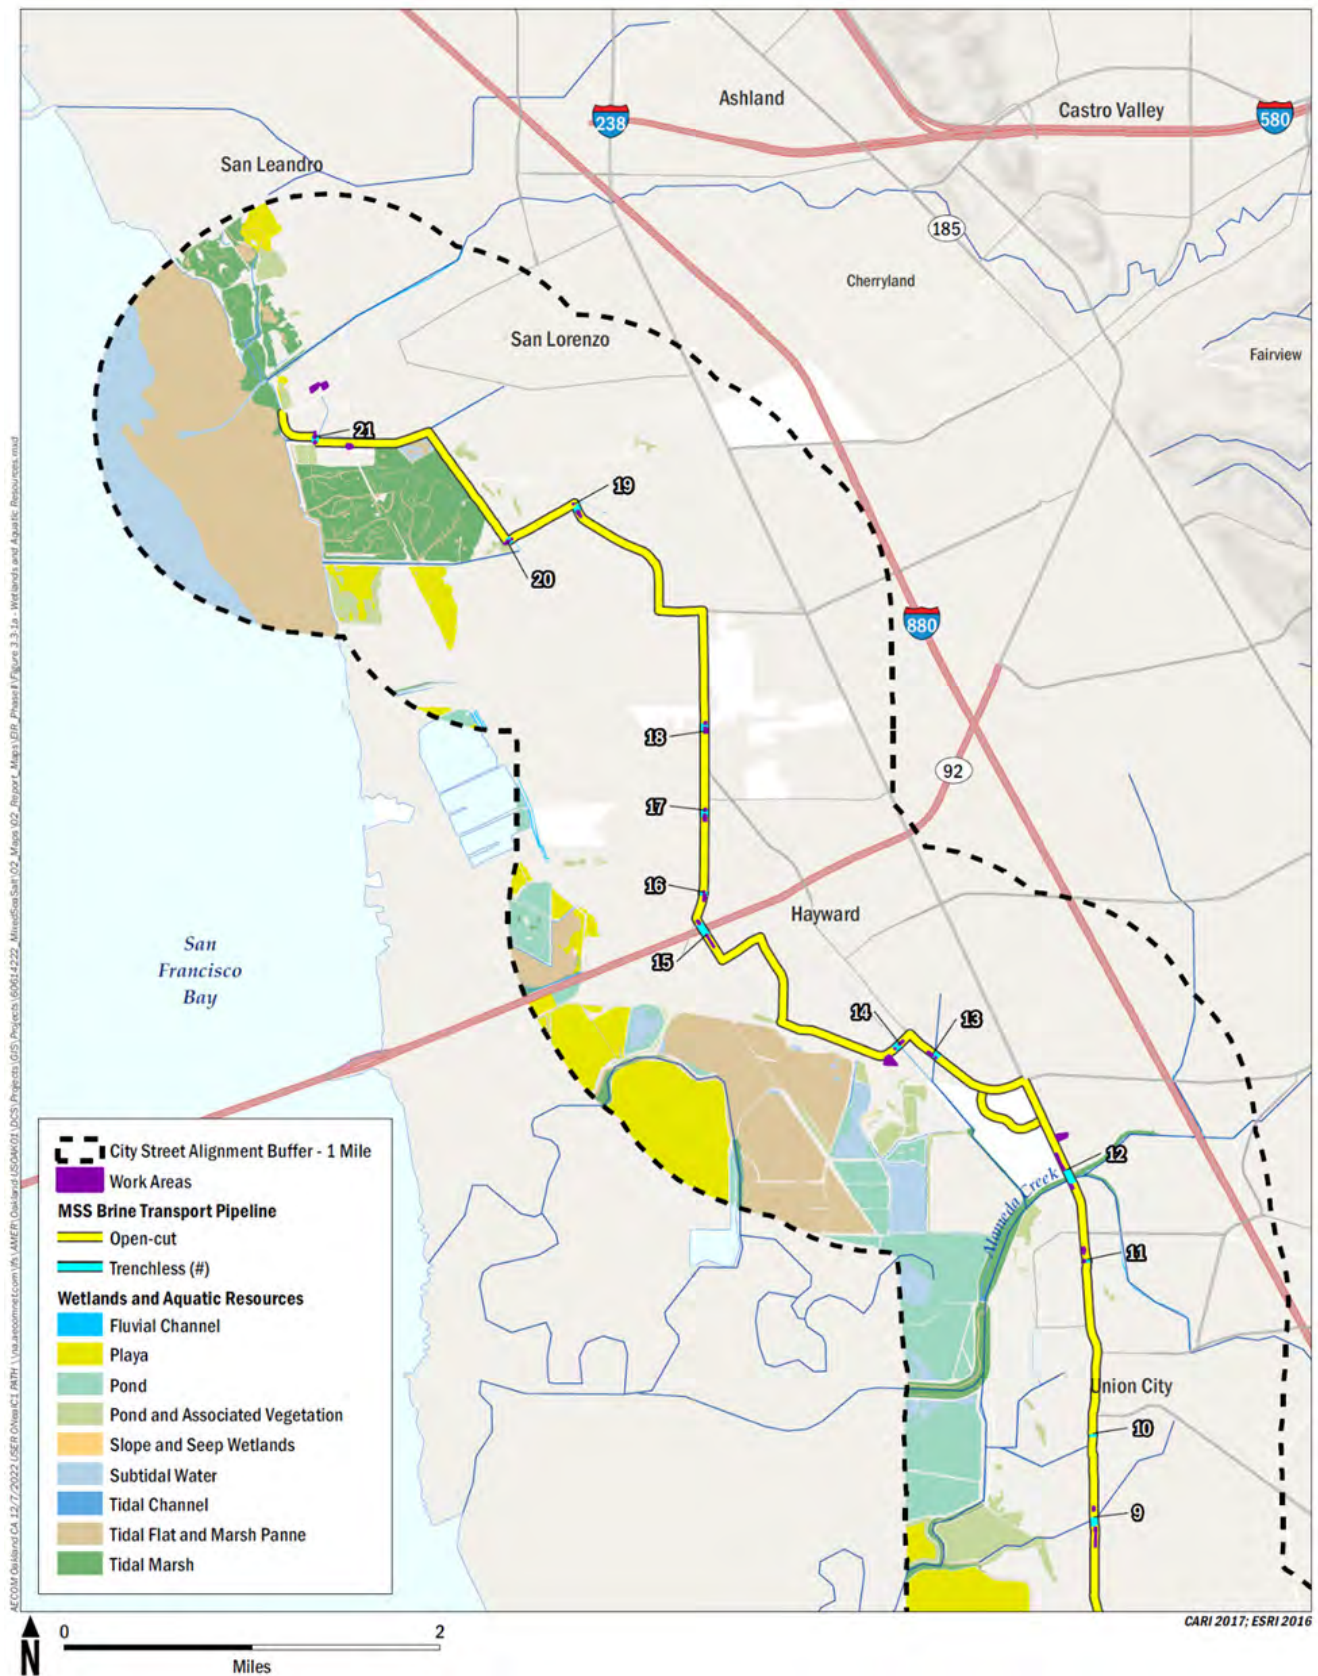 San Leandro
Ashland
Castro Valley
238
580
185
Cherryland
San Lorenzo
Fairview
21
19
20
880
18
92
17
16
Hayward
15
San
Francisco
Bay
14
13
12
Alameda Creek
11
Union City
10
9
City Street Alignment Buffer - 1 Mile
Work Areas
MSS Brine Transport Pipeline
Open-cut
Trenchless (#)
Wetlands and Aquatic Resources
Fluvial Channel
Playa
Pond
Pond and Associated Vegetation
Slope and Seep Wetlands
Subtidal Water
Tidal Channel
Tidal Flat and Marsh Panne
Tidal Marsh
CARI 2017; ESRI 2016
N
0 2
Miles